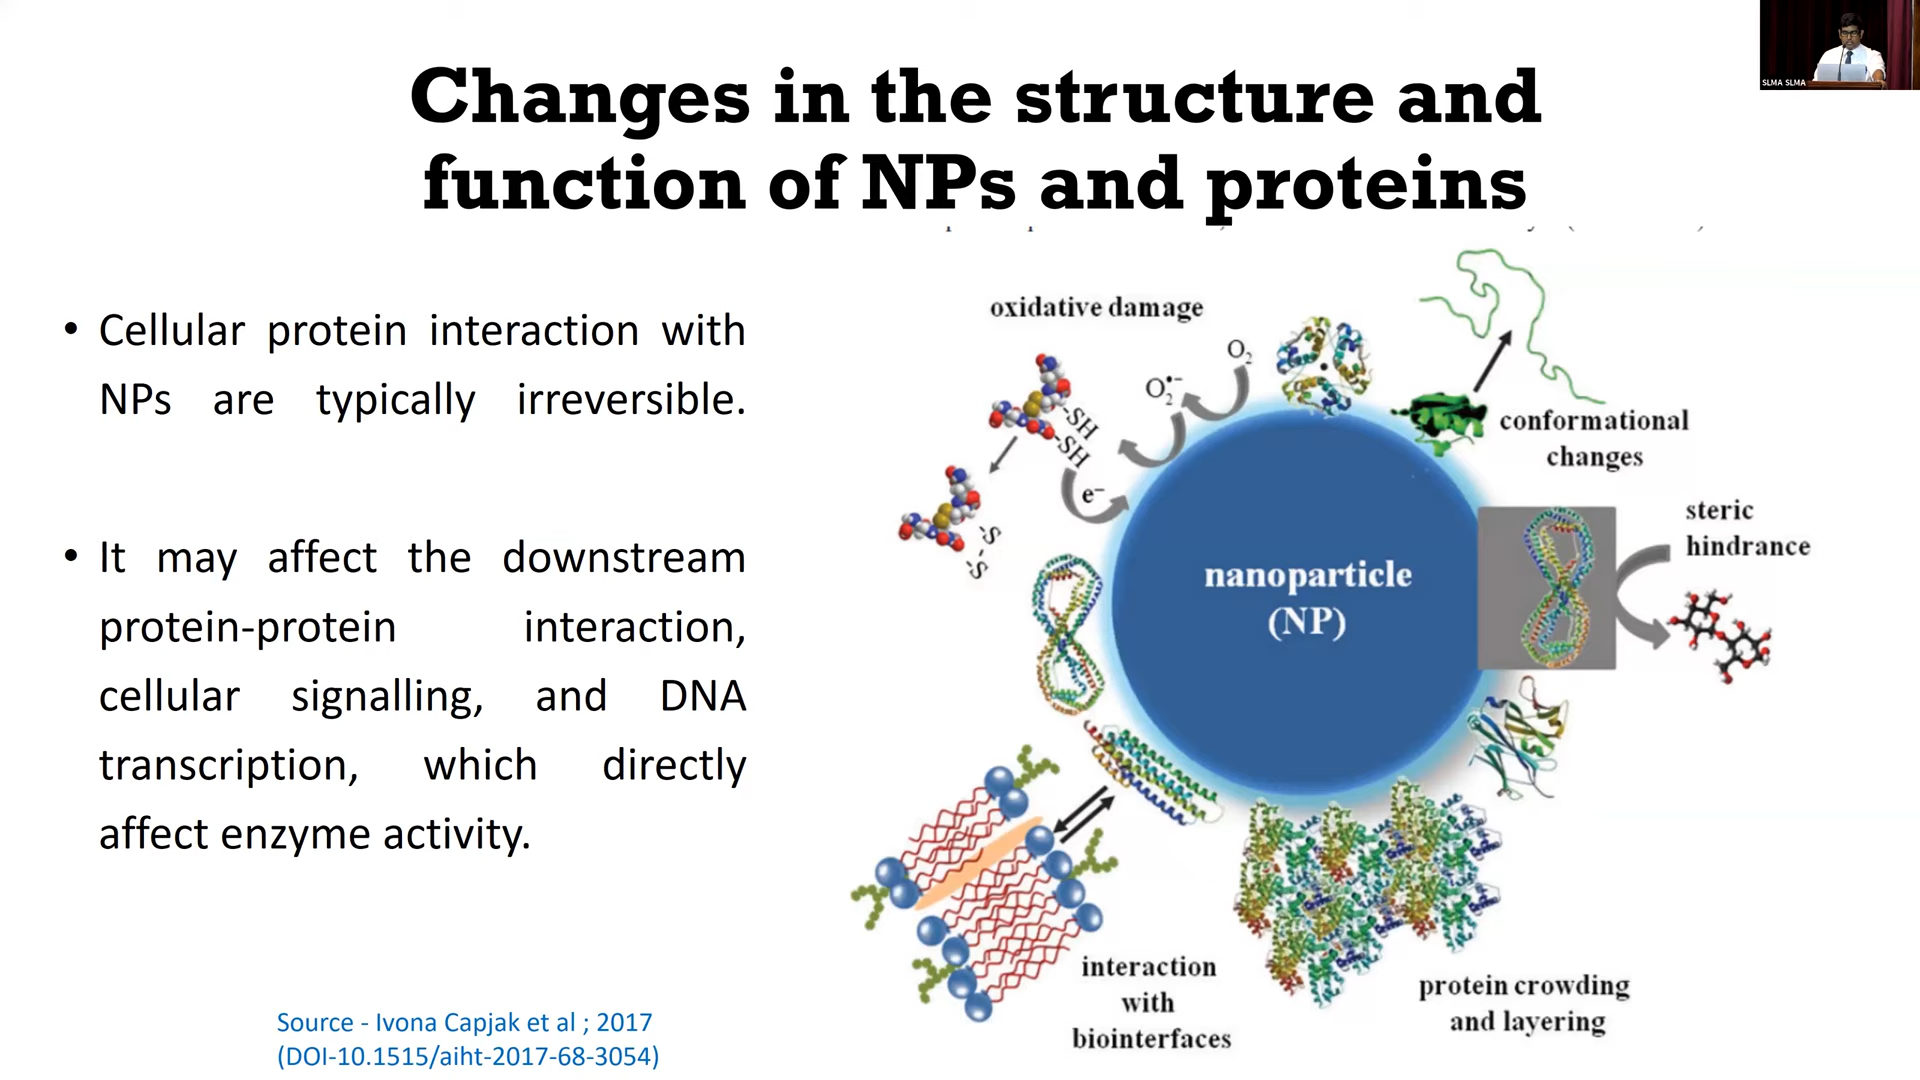 SLMA SLMA
Changes in the structure and
function of NPs and proteins
• Cellular protein interaction with
NPs are typically irreversible.
• It may affect the downstream
protein-protein interaction,
cellular signalling, and DNA
transcription, which directly
affect enzyme activity.
Source - Ivona Capjak et al ; 2017
(DOI-10.1515/aiht-2017-68-3054)
oxidative damage
O₂
O₂•−
-SH
-SH
e−
-S
-S
conformational
changes
steric
hindrance
nanoparticle
(NP)
interaction
with
biointerfaces
protein crowding
and layering